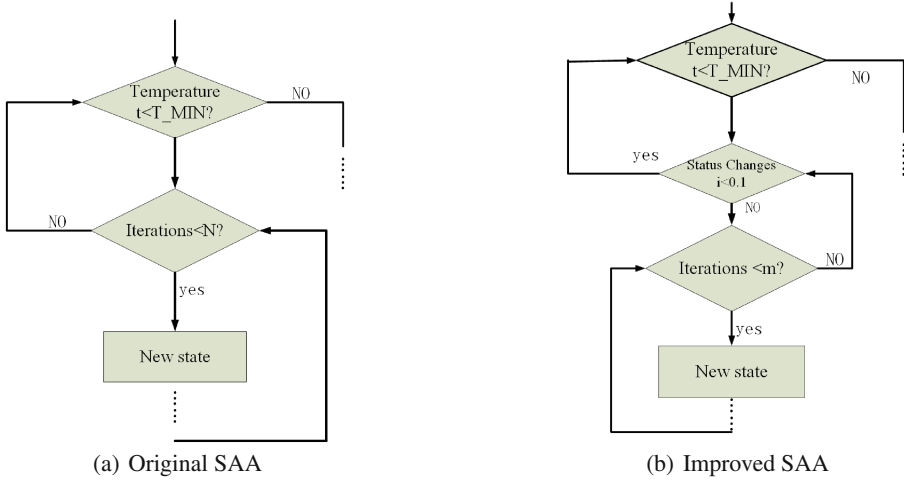 Temperature
t<T_MIN?
NO
Iterations<N?
NO
yes
New state
(a) Original SAA
Temperature
t<T_MIN?
NO
yes
Status Changes
i<0.1
NO
Iterations <m?
NO
yes
New state
(b) Improved SAA